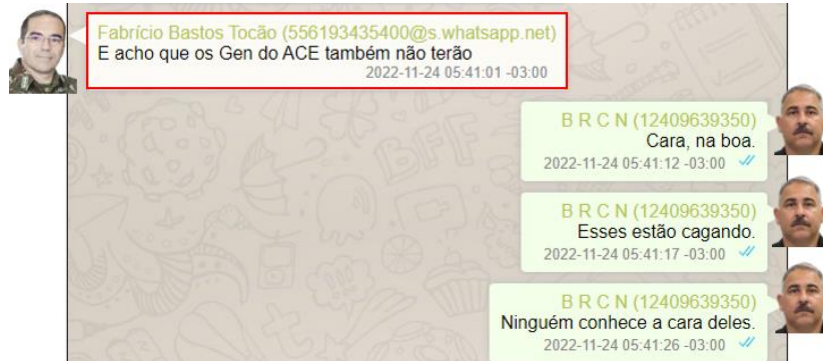 Fabrício Bastos Tocão (556193435400@s.whatsapp.net)
E acho que os Gen do ACE também não terão
2022-11-24 05:41:01 -03:00
B R C N (12409639350)
Cara, na boa.
2022-11-24 05:41:12 -03:00
B R C N (12409639350)
Esses estão cagando.
2022-11-24 05:41:17 -03:00
B R C N (12409639350)
Ninguém conhece a cara deles.
2022-11-24 05:41:26 -03:00